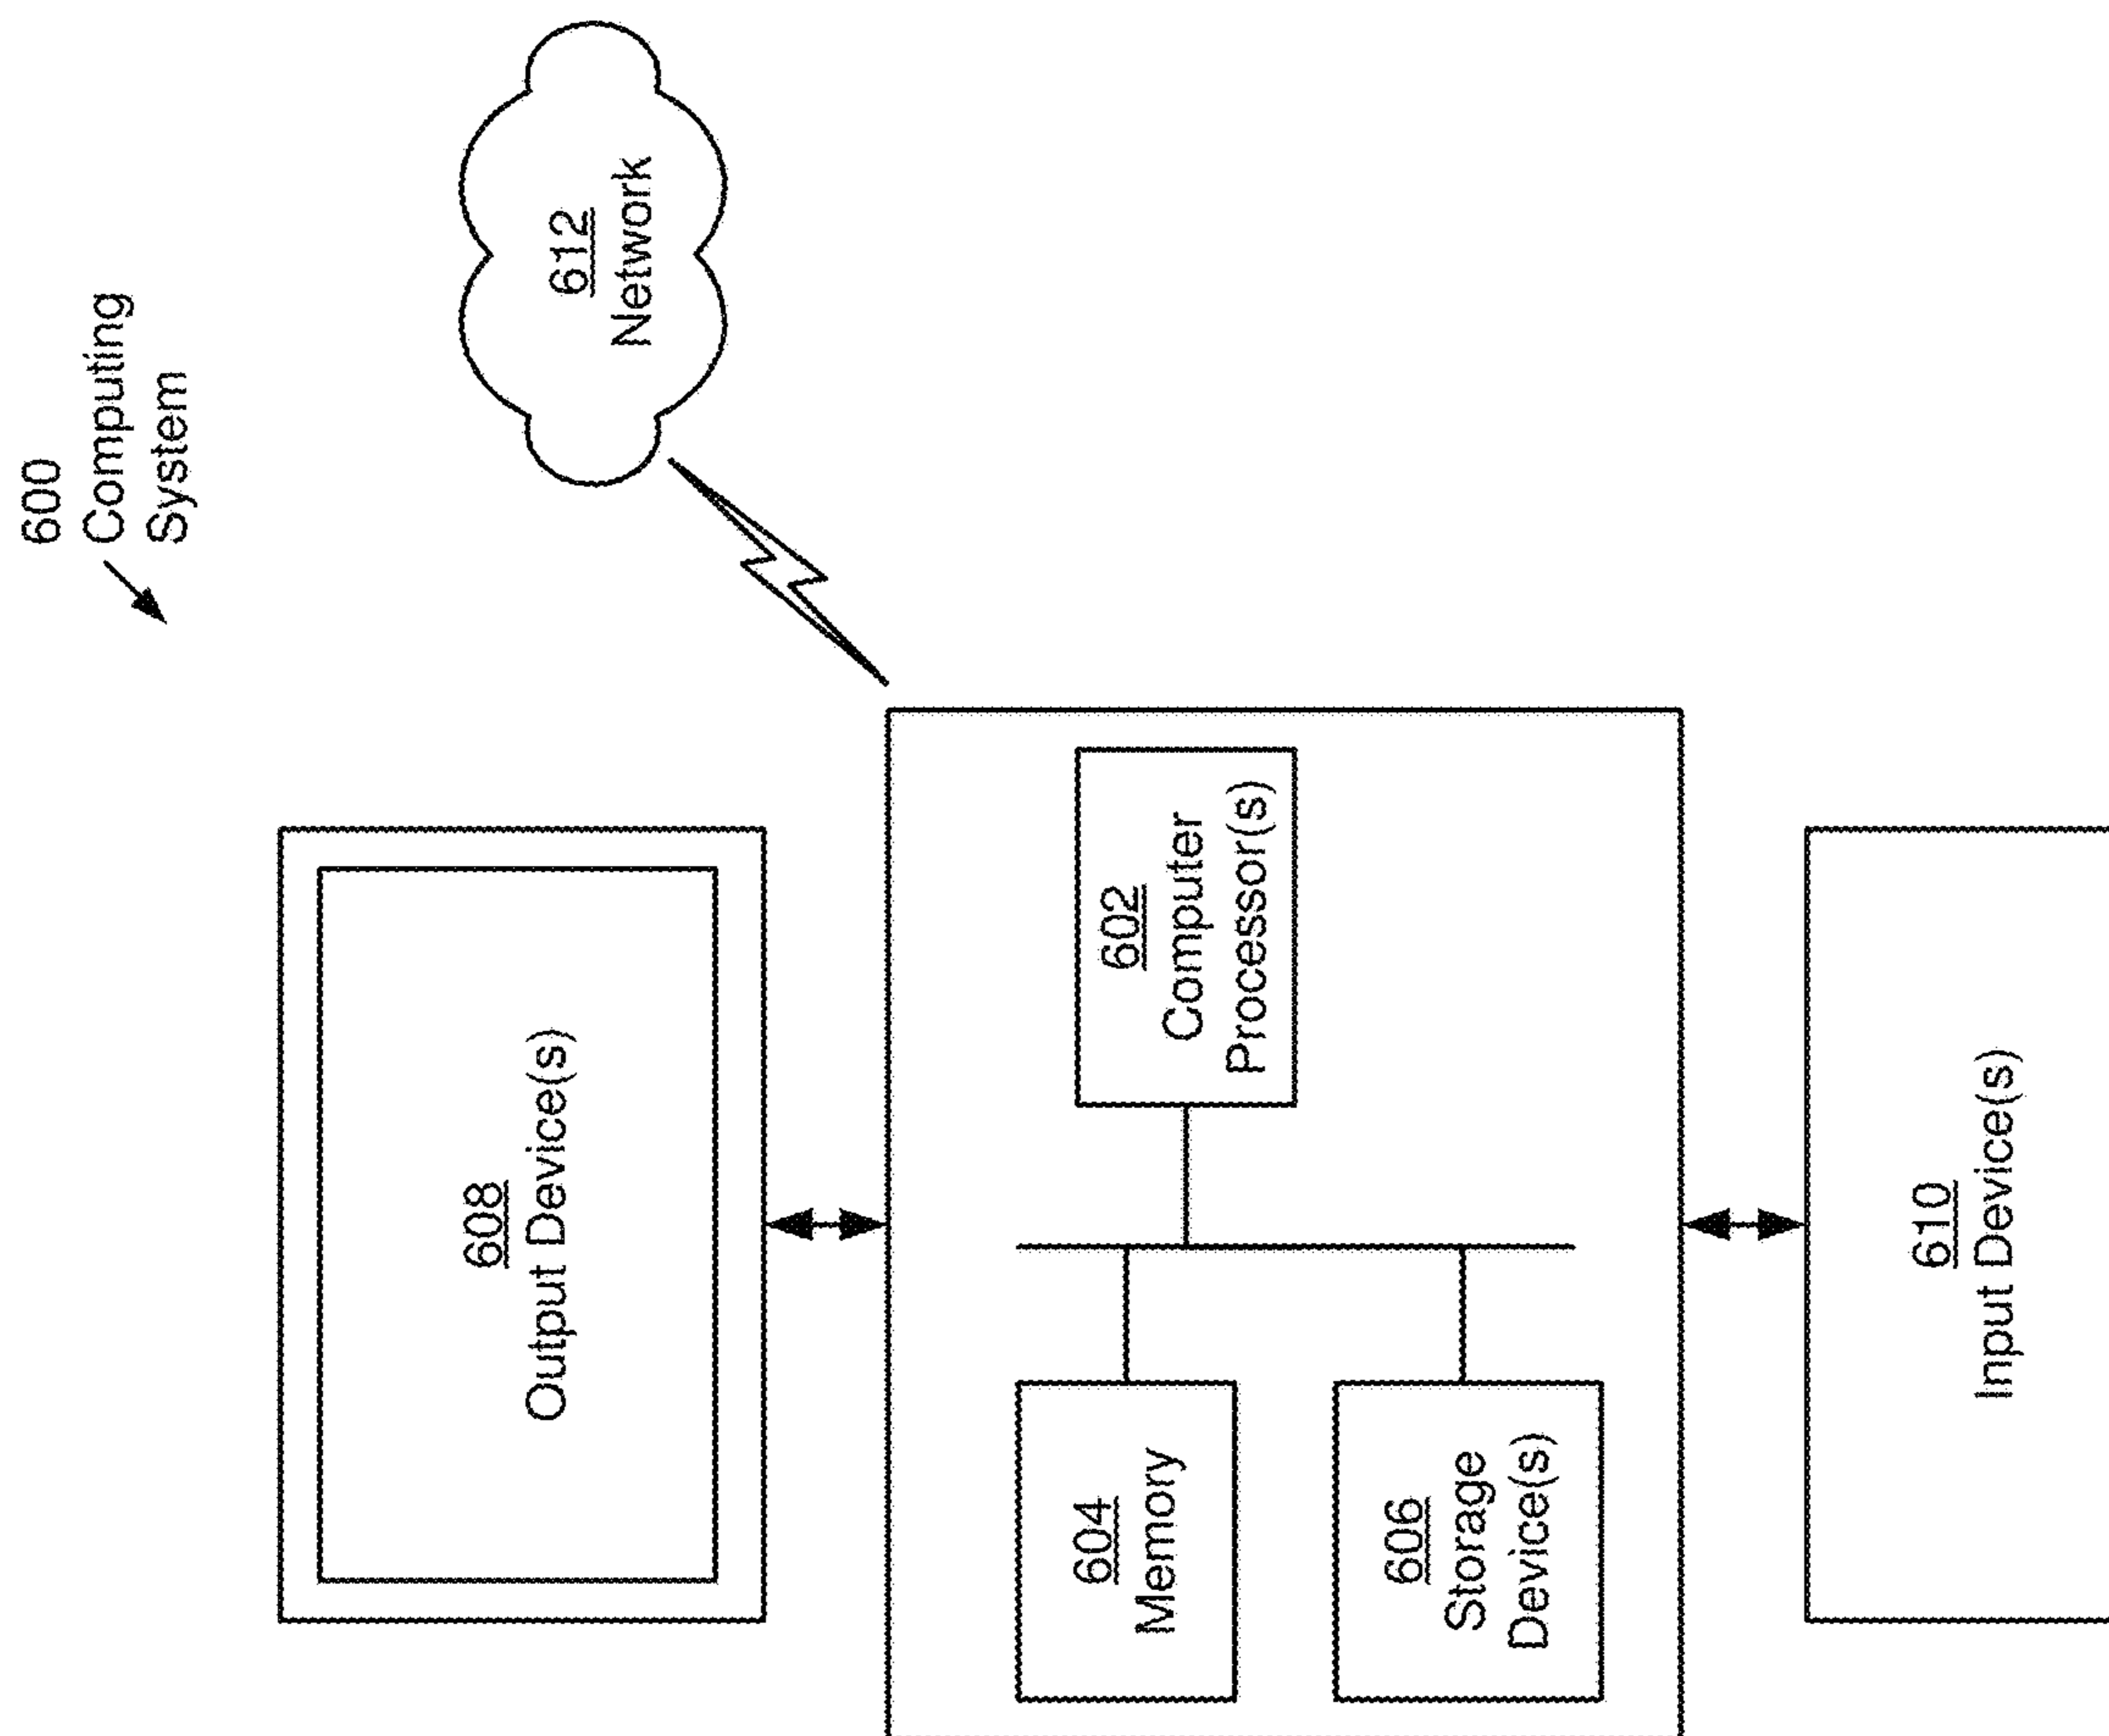 600
Computing
System
608
Output Device(s)
612
Network
602
Computer
Processor(s)
604
Memory
606
Storage
Device(s)
610
Input Device(s)